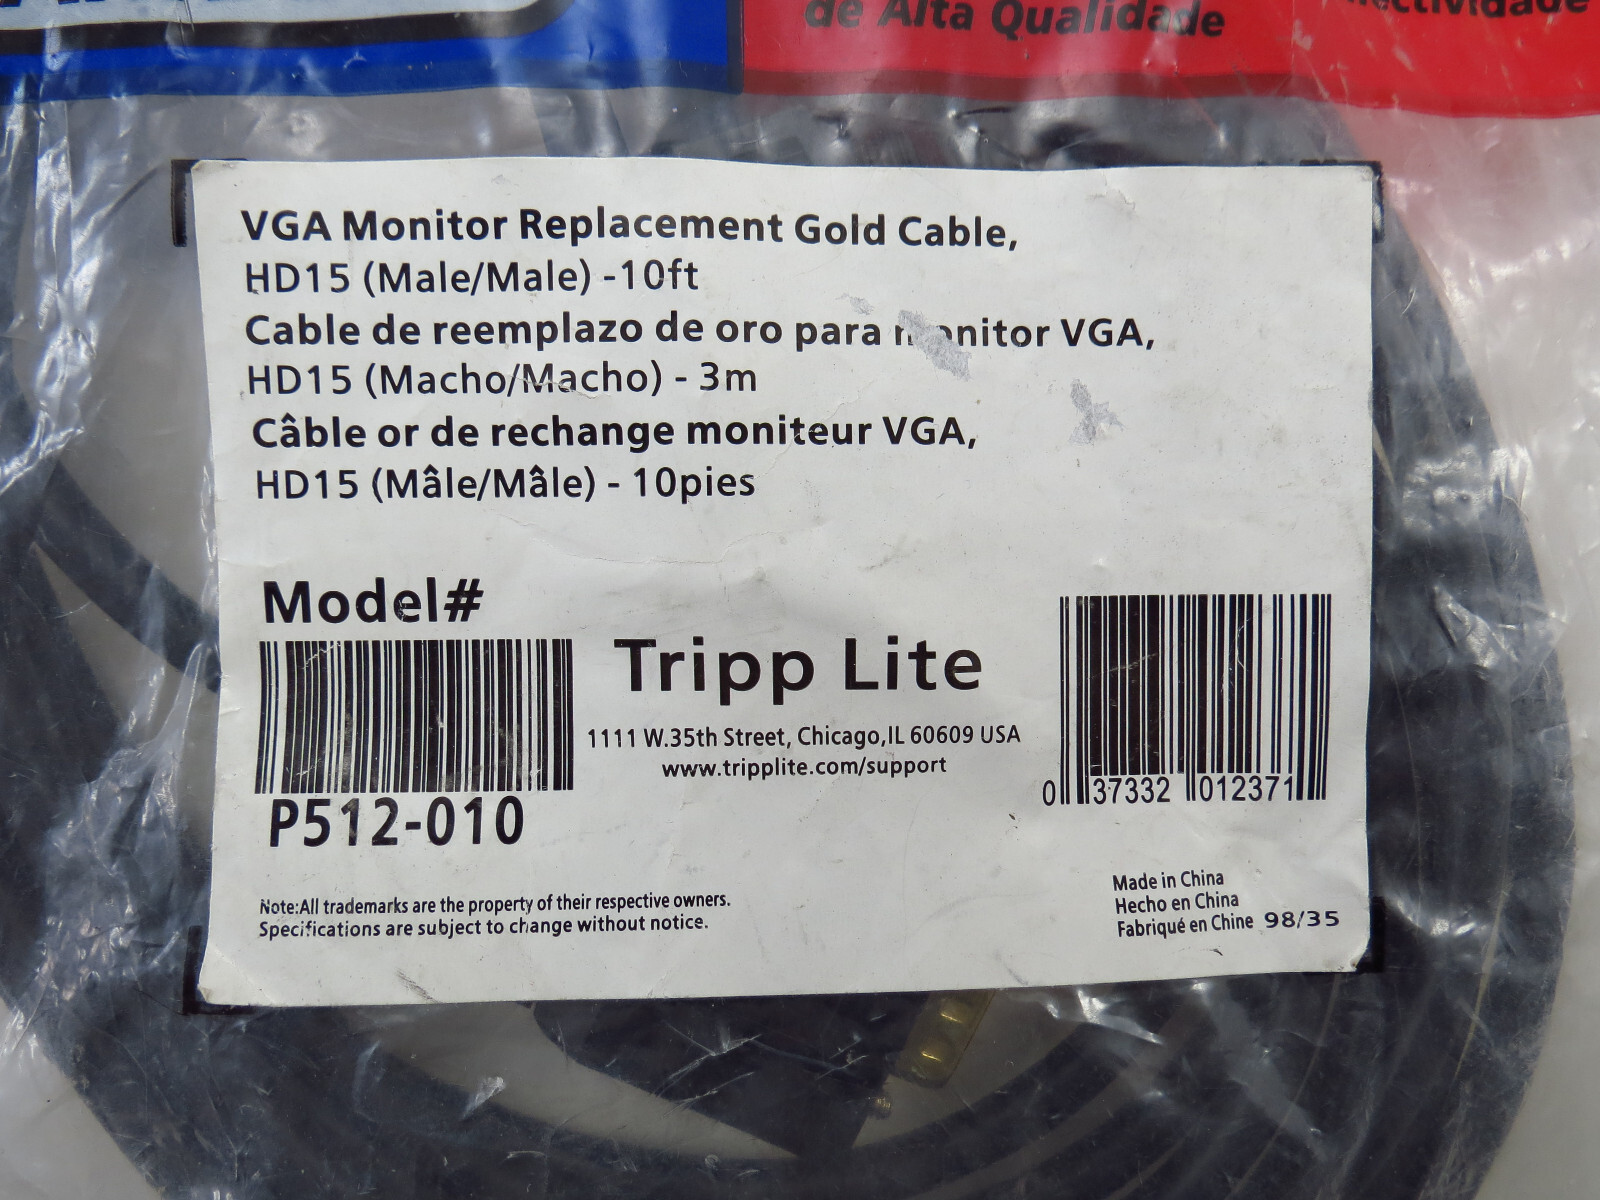 de Alta Qualidade
VGA Monitor Replacement Gold Cable,
HD15 (Male/Male) -10ft
Cable de reemplazo de oro para monitor VGA,
HD15 (Macho/Macho) - 3m
Câble or de rechange moniteur VGA,
HD15 (Mâle/Mâle) - 10pies
Model#
P512-010
Tripp Lite
1111 W.35th Street, Chicago,IL 60609 USA
www.tripplite.com/support
0 37332 012371
Note:All trademarks are the property of their respective owners.
Specifications are subject to change without notice.
Made in China
Hecho en China
Fabriqué en Chine 98/35